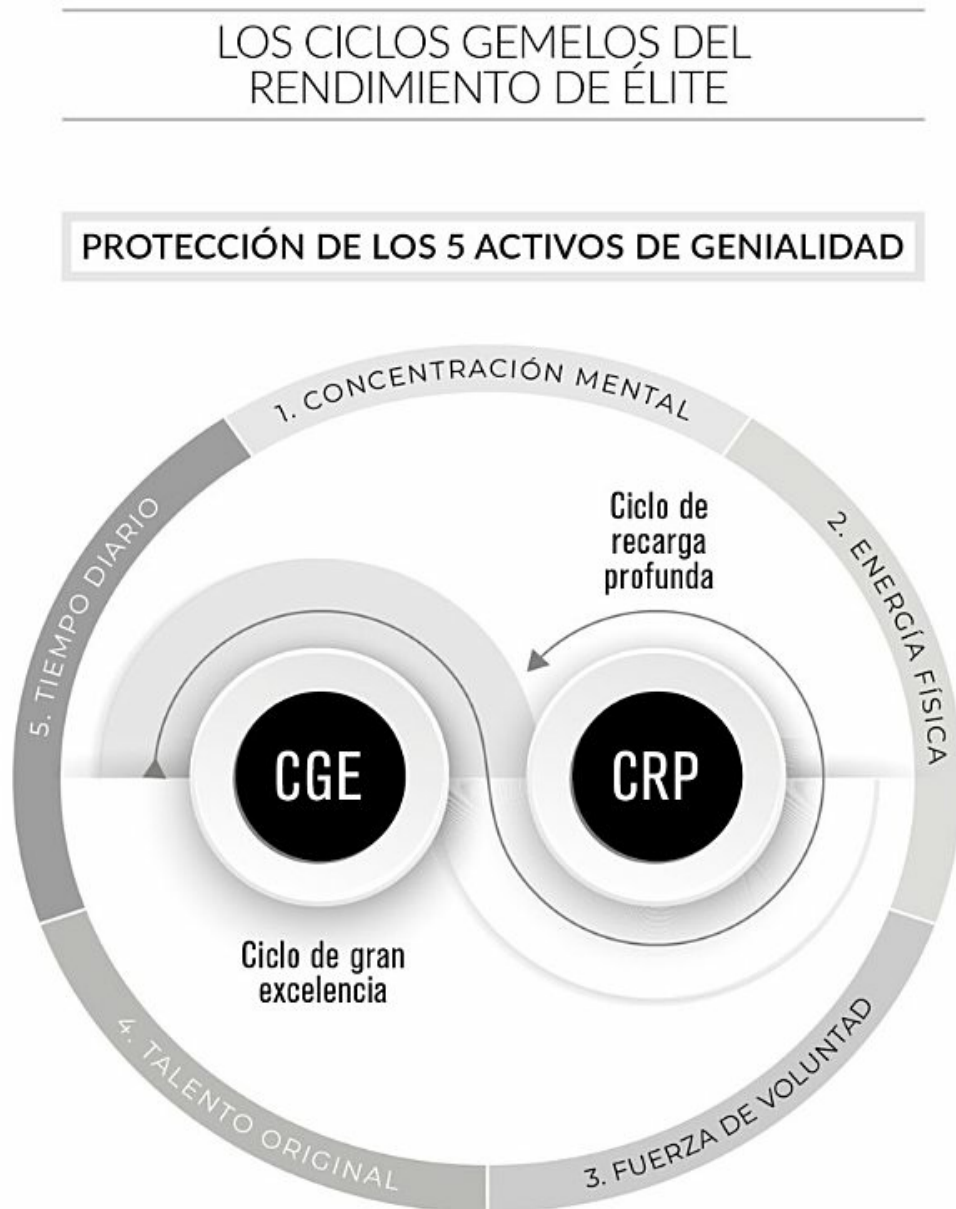 LOS CICLOS GEMELOS DEL
RENDIMIENTO DE ÉLITE
PROTECCIÓN DE LOS 5 ACTIVOS DE GENIALIDAD
1. CONCENTRACIÓN MENTAL
2. ENERGÍA FÍSICA
3. FUERZA DE VOLUNTAD
4. TALENTO ORIGINAL
5. TIEMPO DIARIO
Ciclo de
recarga
profunda
CGE
CRP
Ciclo de gran
excelencia